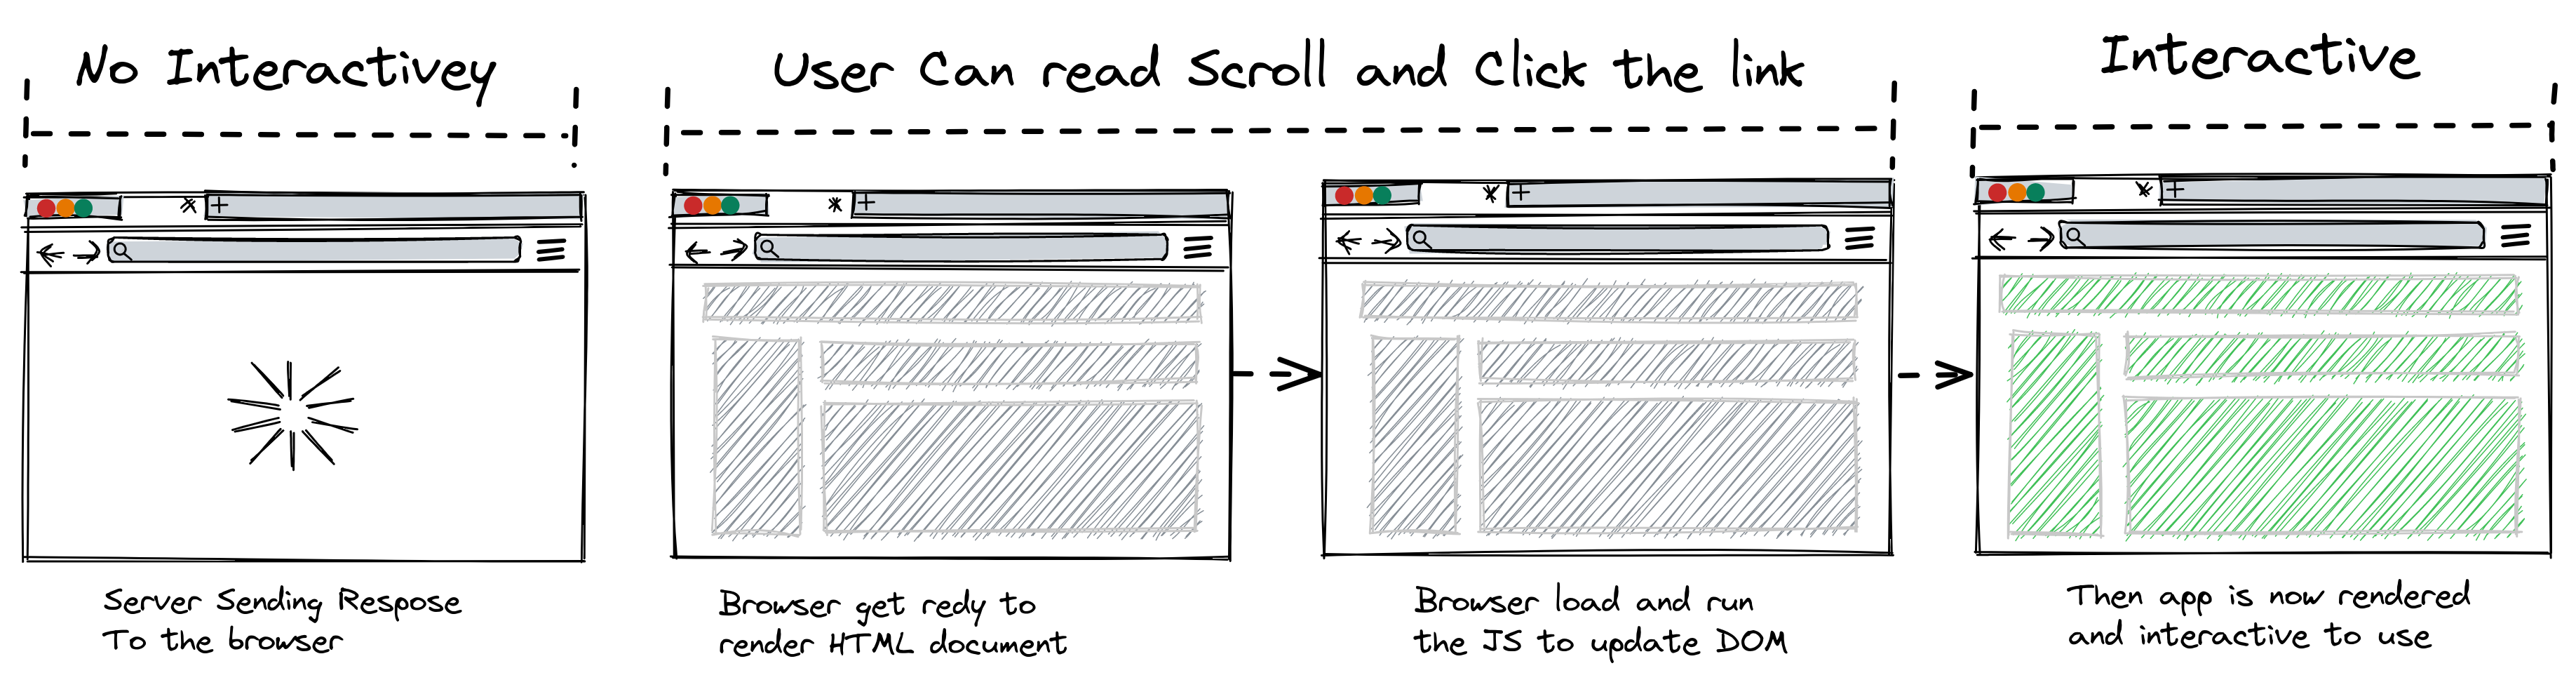 No Interactivey
User Can read Scroll and Click the link
Interactive
Server Sending Respose
To the browser
Browser get redy to
render HTML document
Browser load and run
the JS to update DOM
Then app is now rendered
and interactive to use